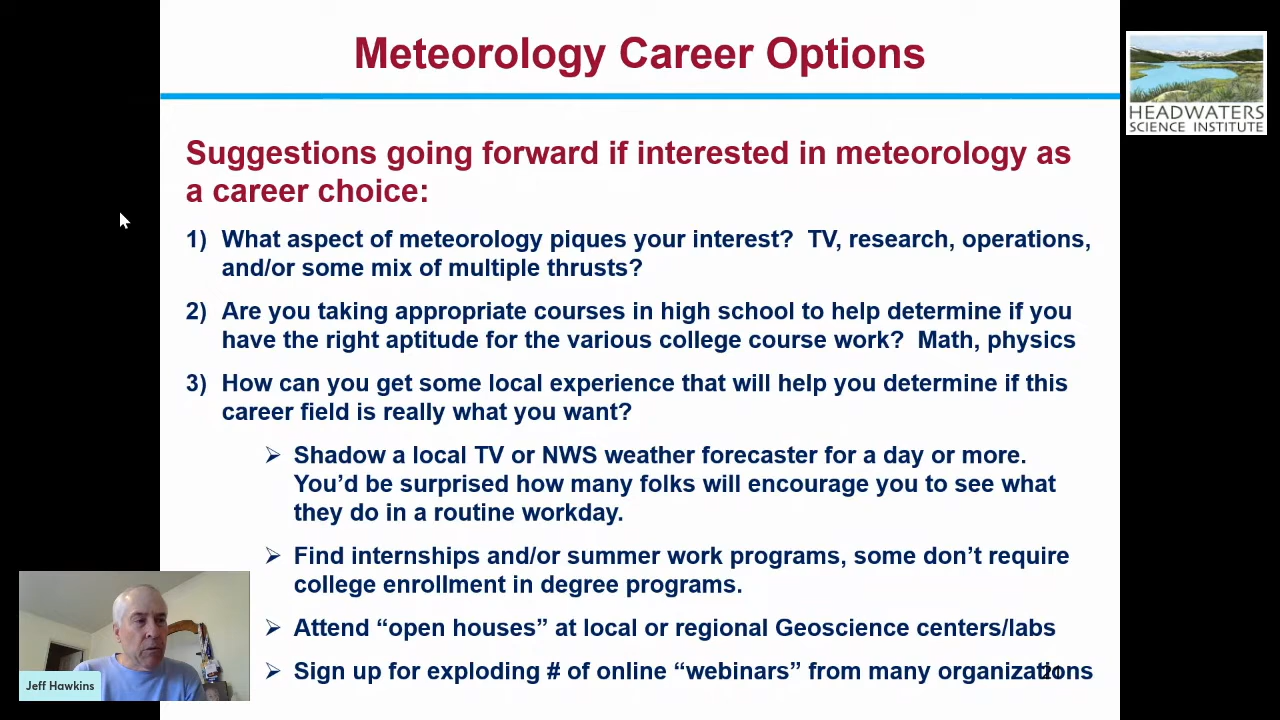 Meteorology Career Options
HEADWATERS
SCIENCE INSTITUTE
Suggestions going forward if interested in meteorology as
a career choice:
1) What aspect of meteorology piques your interest? TV, research, operations,
and/or some mix of multiple thrusts?
2) Are you taking appropriate courses in high school to help determine if you
have the right aptitude for the various college course work? Math, physics
3) How can you get some local experience that will help you determine if this
career field is really what you want?
➢ Shadow a local TV or NWS weather forecaster for a day or more.
You’d be surprised how many folks will encourage you to see what
they do in a routine workday.
➢ Find internships and/or summer work programs, some don’t require
college enrollment in degree programs.
➢ Attend “open houses” at local or regional Geoscience centers/labs
➢ Sign up for exploding # of online “webinars” from many organizations
Jeff Hawkins